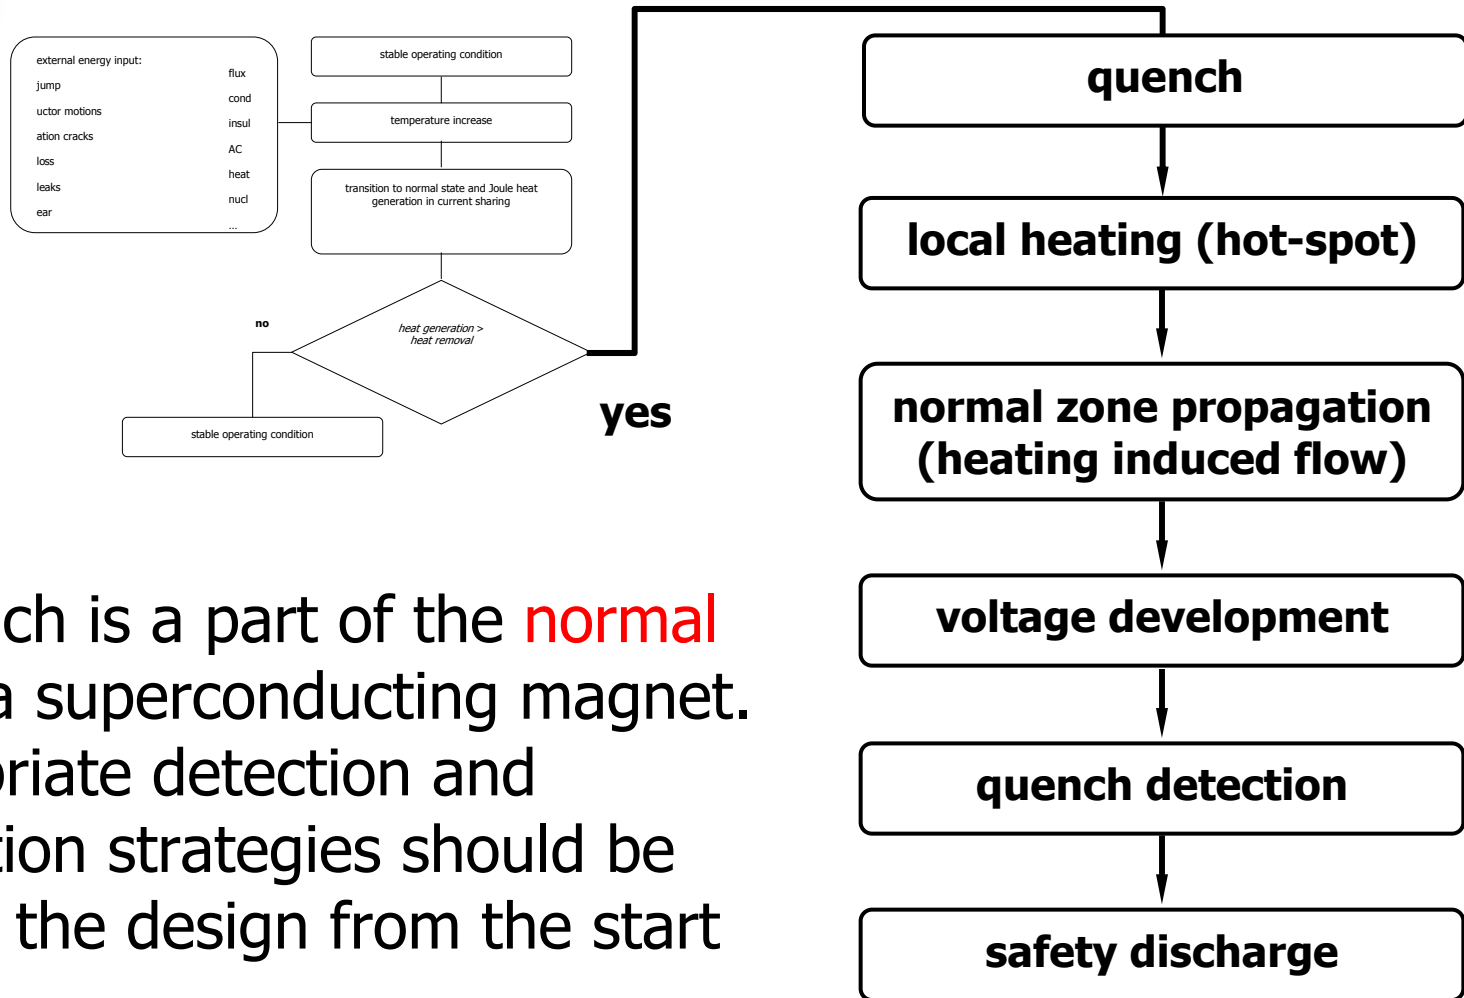 external energy input:
flux
jump
cond
uctor motions
insul
ation cracks
AC
loss
heat
leaks
nucl
ear
...
stable operating condition
temperature increase
transition to normal state and Joule heat
generation in current sharing
heat generation >
heat removal
no
yes
stable operating condition
quench
local heating (hot-spot)
normal zone propagation
(heating induced flow)
voltage development
quench detection
safety discharge
ch is a part of the normal
a superconducting magnet.
riate detection and
tion strategies should be
the design from the start